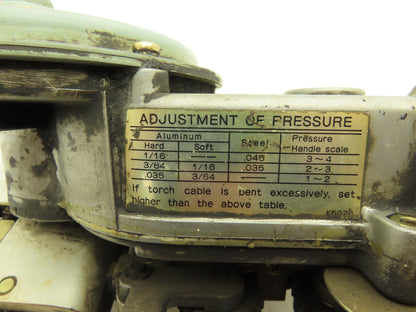 ADJUSTMENT OF PRESSURE
Aluminum Steel Pressure
Hard Soft Handle scale
1/16 --- .045 3~4
3/64 1/16 .035 2~3
.035 3/64 --- 1~2
If torch cable is bent excessively, set
higher than the above table.